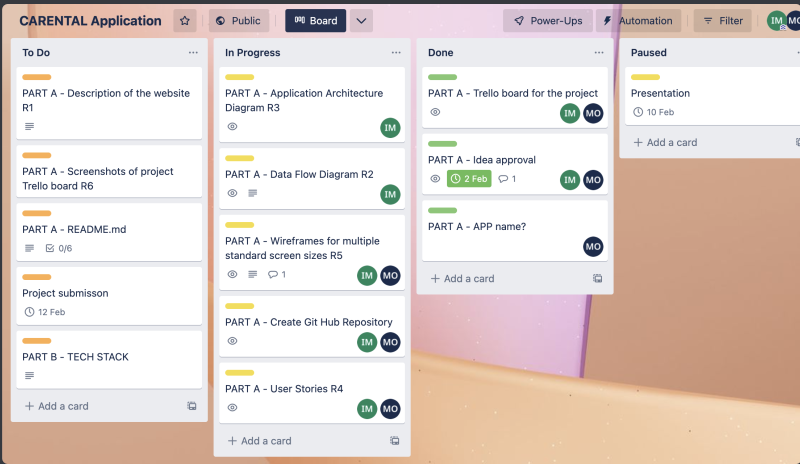 CARENTAL Application
Public
Board
Power-Ups
Automation
Filter
IM
MO
To Do
PART A - Description of the website
R1
PART A - Screenshots of project
Trello board R6
PART A - README.md
0/6
Project submisson
12 Feb
PART B - TECH STACK
+ Add a card
In Progress
PART A - Application Architecture
Diagram R3
IM
PART A - Data Flow Diagram R2
IM
PART A - Wireframes for multiple
standard screen sizes R5
1
IM MO
PART A - Create Git Hub Repository
IM MO
PART A - User Stories R4
IM MO
+ Add a card
Done
PART A - Trello board for the project
IM MO
PART A - Idea approval
2 Feb
1
IM MO
PART A - APP name?
MO
+ Add a card
Paused
Presentation
10 Feb
+ Add a card